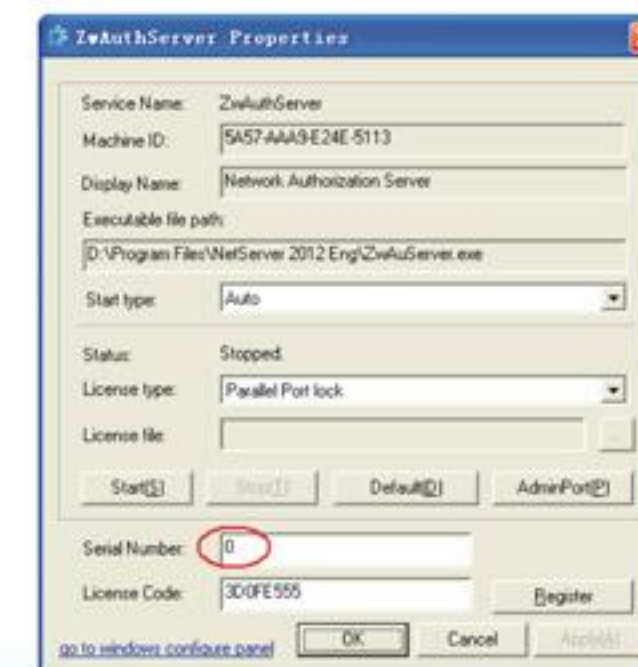 ZwAuthServer Properties
Service Name: ZwAuthServer
Machine ID: 5A57-AAA9-E24E-5113
Display Name: Network Authorization Server
Executable file path:
D:\Program Files\NetServer 2012 Eng\ZwAuServer.exe
Start type: Auto
Status: Stopped
License type: Parallel Port lock
License file:
Start(S) Stop(T) Default(D) AdminPort(P)
Serial Number: 0
License Code: 3D0FE555 Register
go to windows configure panel OK Cancel Apply(A)